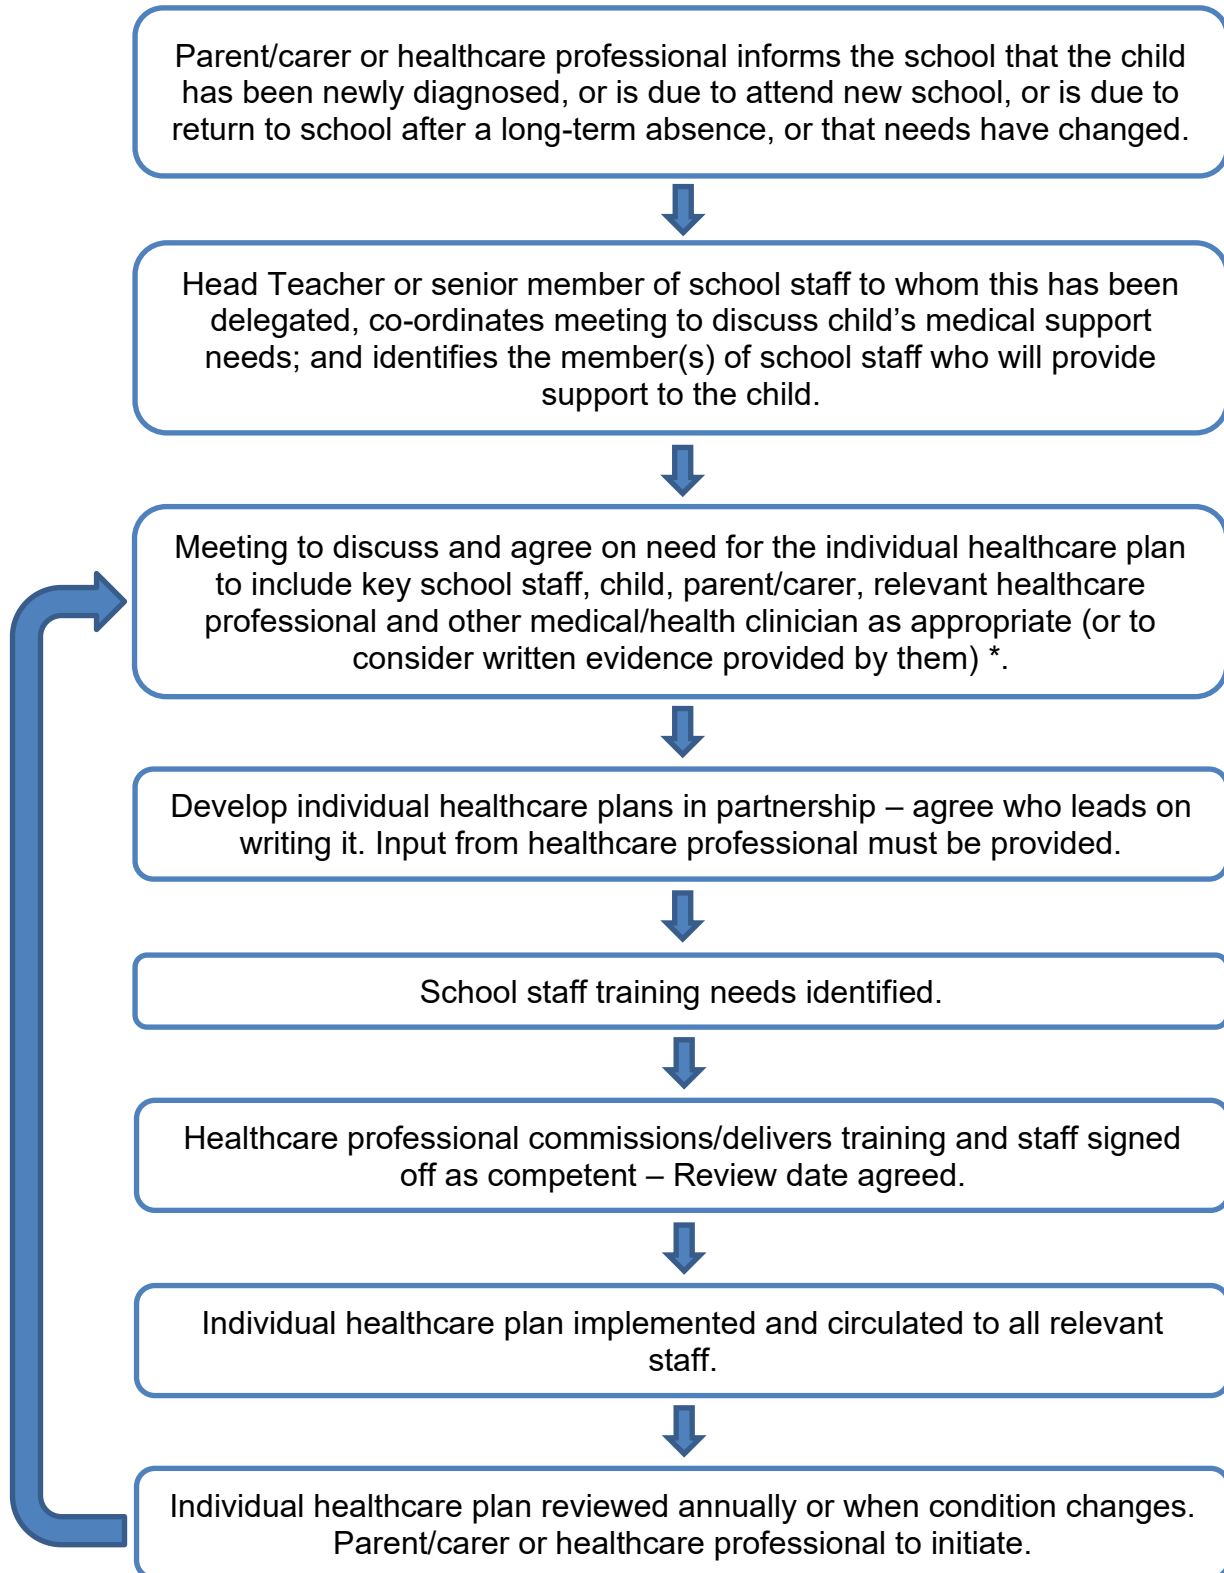 Parent/carer or healthcare professional informs the school that the child
has been newly diagnosed, or is due to attend new school, or is due to
return to school after a long-term absence, or that needs have changed.
Head Teacher or senior member of school staff to whom this has been
delegated, co-ordinates meeting to discuss child’s medical support
needs; and identifies the member(s) of school staff who will provide
support to the child.
Meeting to discuss and agree on need for the individual healthcare plan
to include key school staff, child, parent/carer, relevant healthcare
professional and other medical/health clinician as appropriate (or to
consider written evidence provided by them) *.
Develop individual healthcare plans in partnership – agree who leads on
writing it. Input from healthcare professional must be provided.
School staff training needs identified.
Healthcare professional commissions/delivers training and staff signed
off as competent – Review date agreed.
Individual healthcare plan implemented and circulated to all relevant
staff.
Individual healthcare plan reviewed annually or when condition changes.
Parent/carer or healthcare professional to initiate.